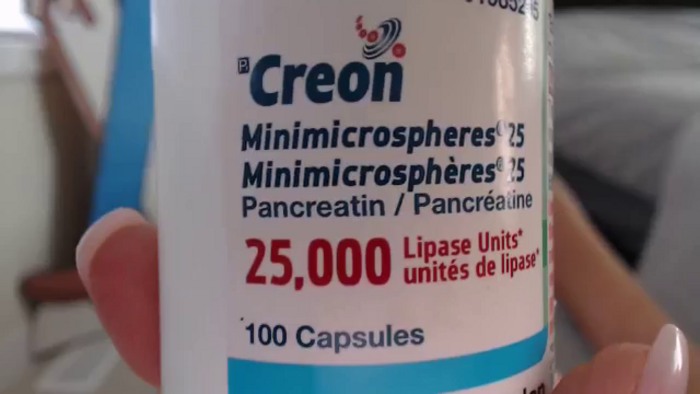 Creon
Minimicrospheres® 25
Minimicrosphères® 25
Pancreatin / Pancréatine
25,000 Lipase Units*
unités de lipase*
100 Capsules